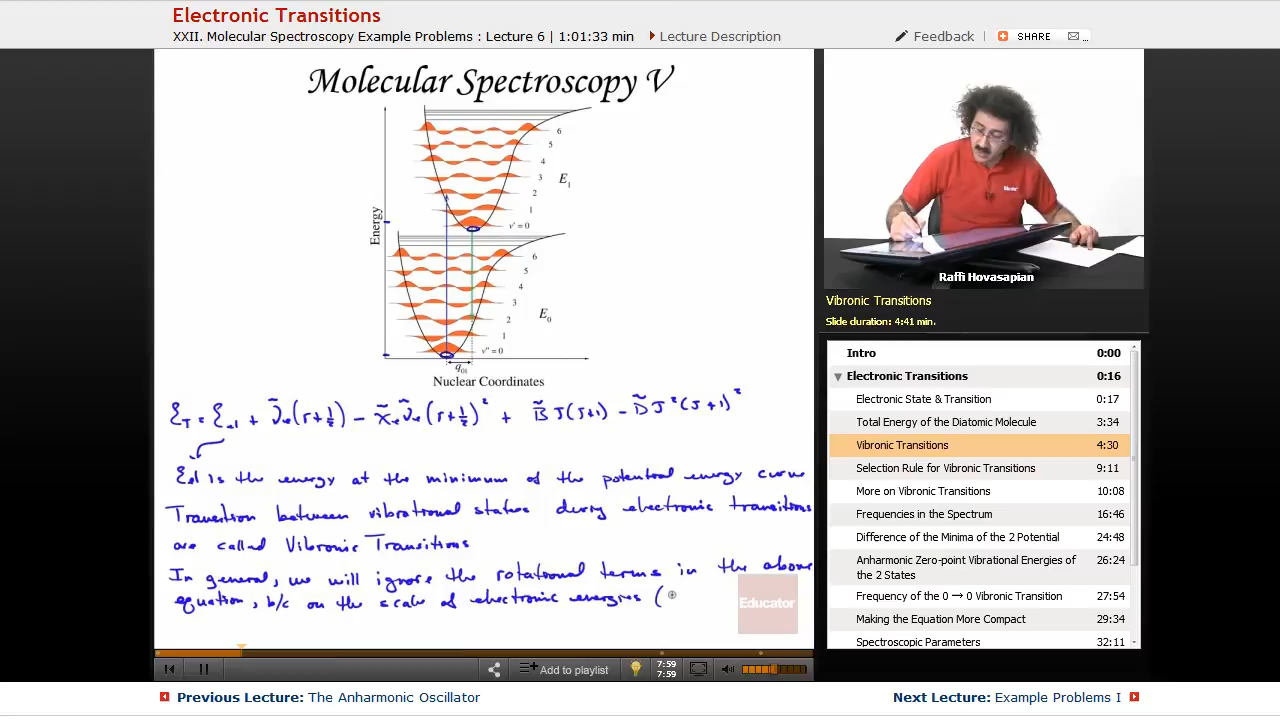 Electronic Transitions
XXII. Molecular Spectroscopy Example Problems : Lecture 6 | 1:01:33 min
Lecture Description
Feedback
SHARE
Molecular Spectroscopy V
6
5
4
3
2
1
v' = 0
E₁
Energy
6
5
4
3
2
1
v'' = 0
E₀
q₀₁
Nuclear Coordinates
ε_T = ε_el + ν̃_e(r+½) − x̃_e ν̃_e(r+½)² + B̃ J(J+1) − D̃ J²(J+1)²
ε_el is the energy at the minimum of the potential energy curve
Transition between vibrational states during electronic transitions
are called Vibronic Transitions
In general, we will ignore the rotational terms in the above
equation, b/c on the scale of electronic energies (
Educator
Raffi Hovasapian
Vibronic Transitions
Slide duration: 4:41 min.
Intro 0:00
Electronic Transitions 0:16
Electronic State & Transition 0:17
Total Energy of the Diatomic Molecule 3:34
Vibronic Transitions 4:30
Selection Rule for Vibronic Transitions 9:11
More on Vibronic Transitions 10:08
Frequencies in the Spectrum 16:46
Difference of the Minima of the 2 Potential 24:48
Anharmonic Zero-point Vibrational Energies of
the 2 States 26:24
Frequency of the 0 → 0 Vibronic Transition 27:54
Making the Equation More Compact 29:34
Spectroscopic Parameters 32:11
Add to playlist
7:59
7:59
Previous Lecture: The Anharmonic Oscillator
Next Lecture: Example Problems I